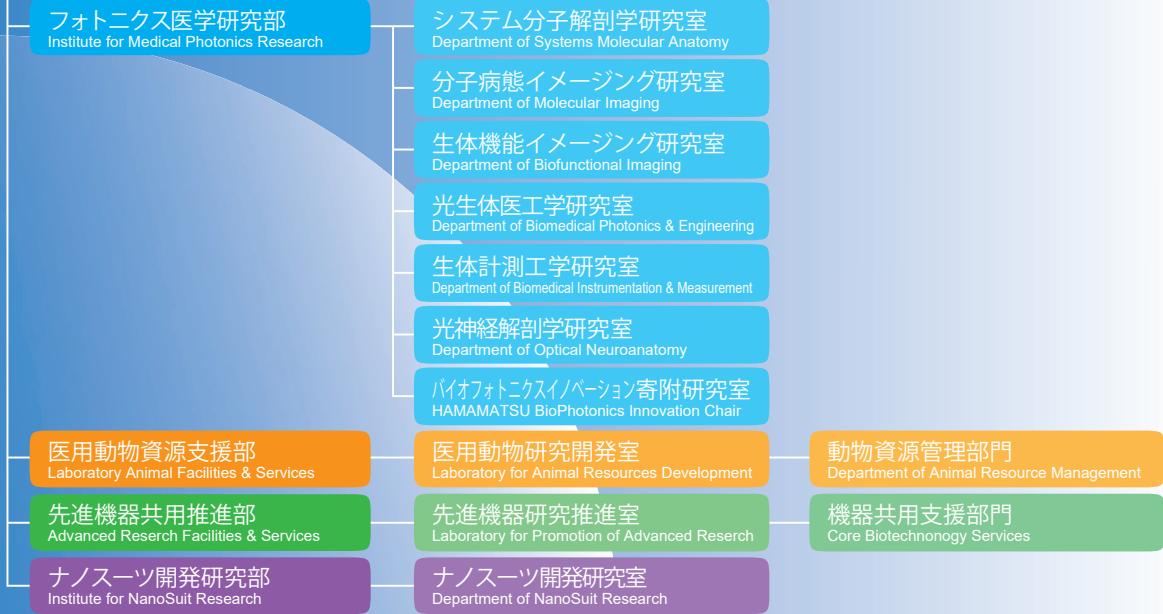 フォトニクス医学研究部
Institute for Medical Photonics Research
システム分子解剖学研究室
Department of Systems Molecular Anatomy
分子病態イメージング研究室
Department of Molecular Imaging
生体機能イメージング研究室
Department of Biofunctional Imaging
光生体医工学研究室
Department of Biomedical Photonics & Engineering
生体計測工学研究室
Department of Biomedical Instrumentation & Measurement
光神経解剖学研究室
Department of Optical Neuroanatomy
バイオフォトニクスイノベーション寄附研究室
HAMAMATSU BioPhotonics Innovation Chair
医用動物資源支援部
Laboratory Animal Facilities & Services
医用動物研究開発室
Laboratory for Animal Resources Development
動物資源管理部門
Department of Animal Resource Management
先進機器共用推進部
Advanced Reserch Facilities & Services
先進機器研究推進室
Laboratory for Promotion of Advanced Reserch
機器共用支援部門
Core Biotechnonogy Services
ナノスーツ開発研究部
Institute for NanoSuit Research
ナノスーツ開発研究室
Department of NanoSuit Research